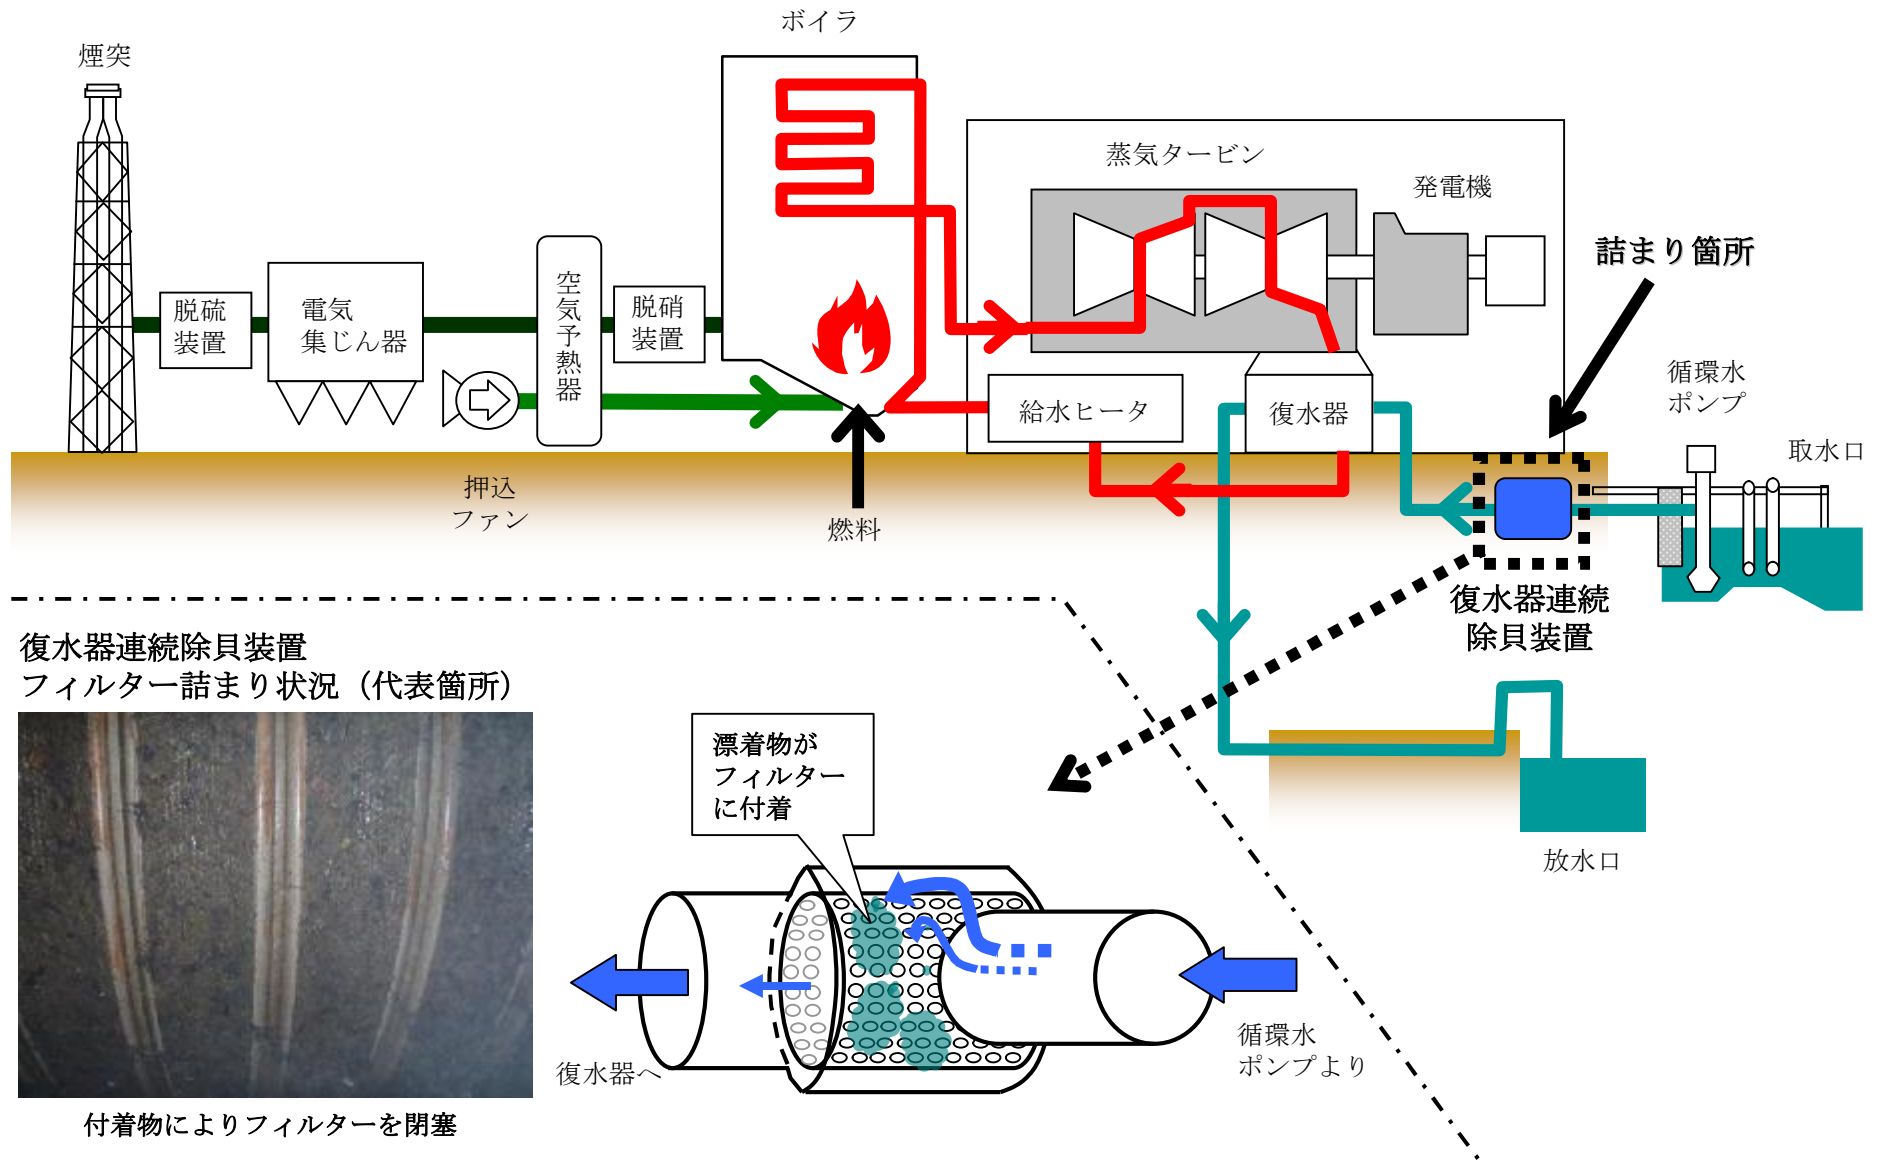 ボイラ
煙突
蒸気タービン
発電機
詰まり箇所
脱硫
装置
電気
集じん器
空気予熱器
脱硝
装置
給水ヒータ
復水器
循環水
ポンプ
取水口
押込
ファン
燃料
復水器連続
除貝装置
復水器連続除貝装置
フィルター詰まり状況（代表箇所）
漂着物が
フィルター
に付着
放水口
復水器へ
循環水
ポンプより
付着物によりフィルターを閉塞